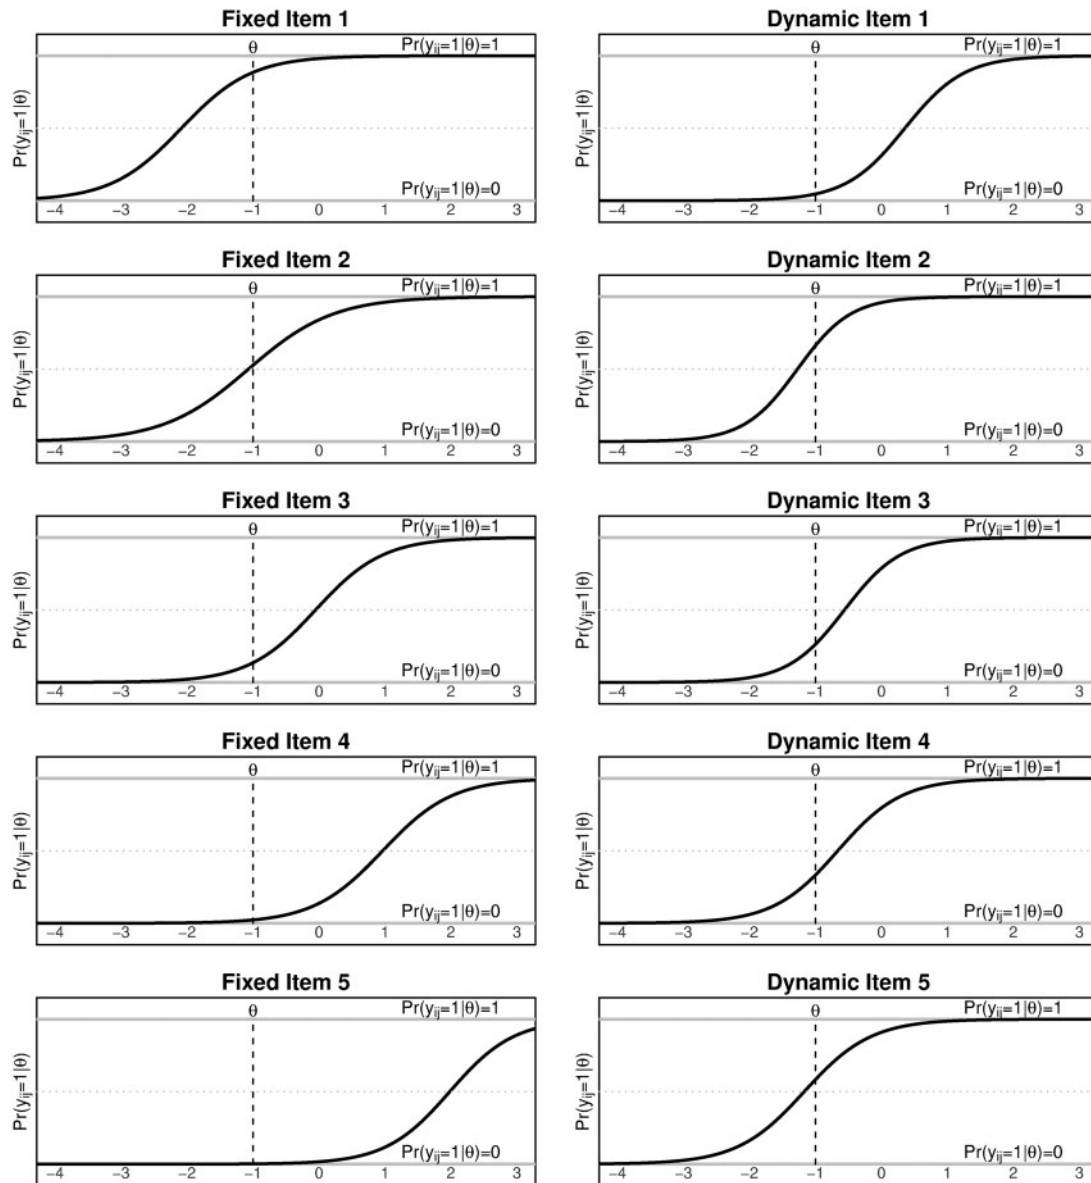 Fixed Item 1
θ
Pr(y_ij=1|θ)=1
Pr(y_ij=1|θ)
Pr(y_ij=1|θ)=0
−4 −3 −2 −1 0 1 2 3
Dynamic Item 1
θ
Pr(y_ij=1|θ)=1
Pr(y_ij=1|θ)
Pr(y_ij=1|θ)=0
−4 −3 −2 −1 0 1 2 3
Fixed Item 2
θ
Pr(y_ij=1|θ)=1
Pr(y_ij=1|θ)
Pr(y_ij=1|θ)=0
−4 −3 −2 −1 0 1 2 3
Dynamic Item 2
θ
Pr(y_ij=1|θ)=1
Pr(y_ij=1|θ)
Pr(y_ij=1|θ)=0
−4 −3 −2 −1 0 1 2 3
Fixed Item 3
θ
Pr(y_ij=1|θ)=1
Pr(y_ij=1|θ)
Pr(y_ij=1|θ)=0
−4 −3 −2 −1 0 1 2 3
Dynamic Item 3
θ
Pr(y_ij=1|θ)=1
Pr(y_ij=1|θ)
Pr(y_ij=1|θ)=0
−4 −3 −2 −1 0 1 2 3
Fixed Item 4
θ
Pr(y_ij=1|θ)=1
Pr(y_ij=1|θ)
Pr(y_ij=1|θ)=0
−4 −3 −2 −1 0 1 2 3
Dynamic Item 4
θ
Pr(y_ij=1|θ)=1
Pr(y_ij=1|θ)
Pr(y_ij=1|θ)=0
−4 −3 −2 −1 0 1 2 3
Fixed Item 5
θ
Pr(y_ij=1|θ)=1
Pr(y_ij=1|θ)
Pr(y_ij=1|θ)=0
−4 −3 −2 −1 0 1 2 3
Dynamic Item 5
θ
Pr(y_ij=1|θ)=1
Pr(y_ij=1|θ)
Pr(y_ij=1|θ)=0
−4 −3 −2 −1 0 1 2 3